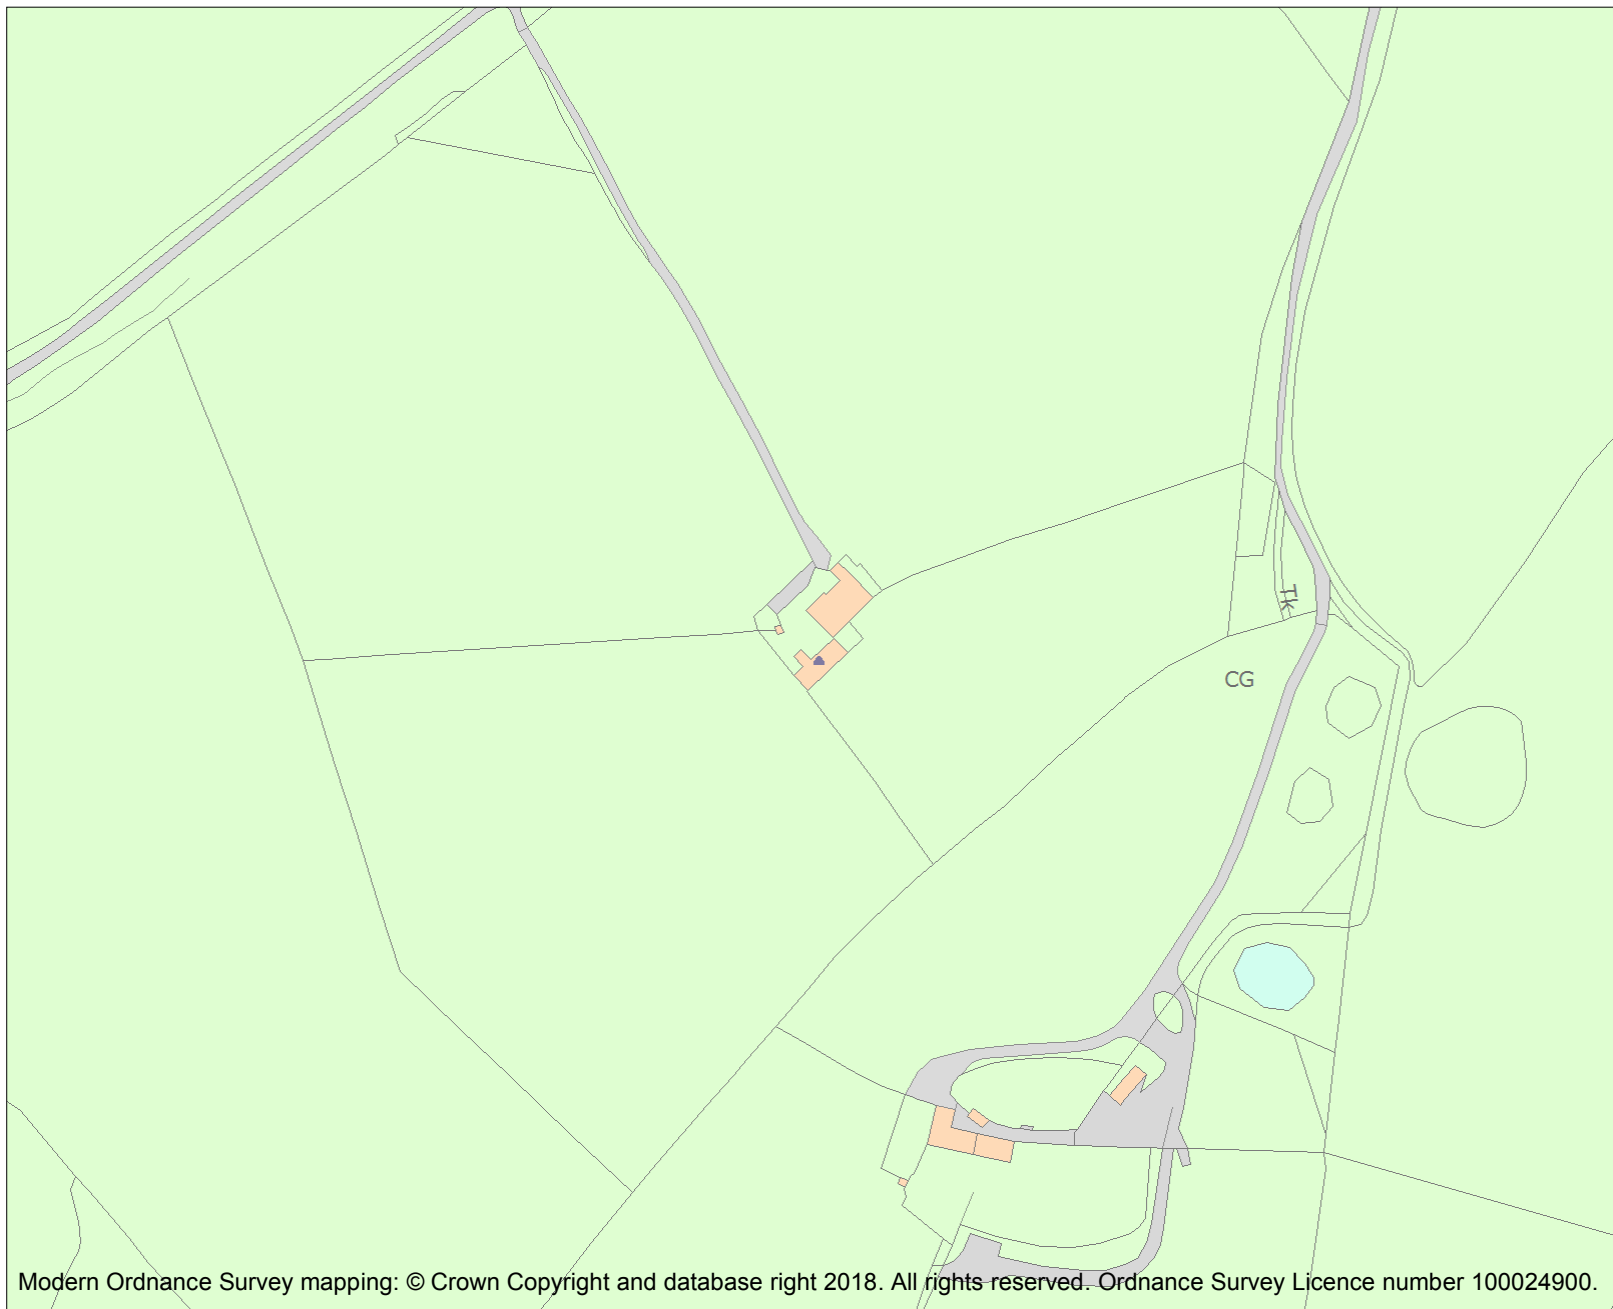 Tk
CG
Modern Ordnance Survey mapping: © Crown Copyright and database right 2018. All rights reserved. Ordnance Survey Licence number 100024900.